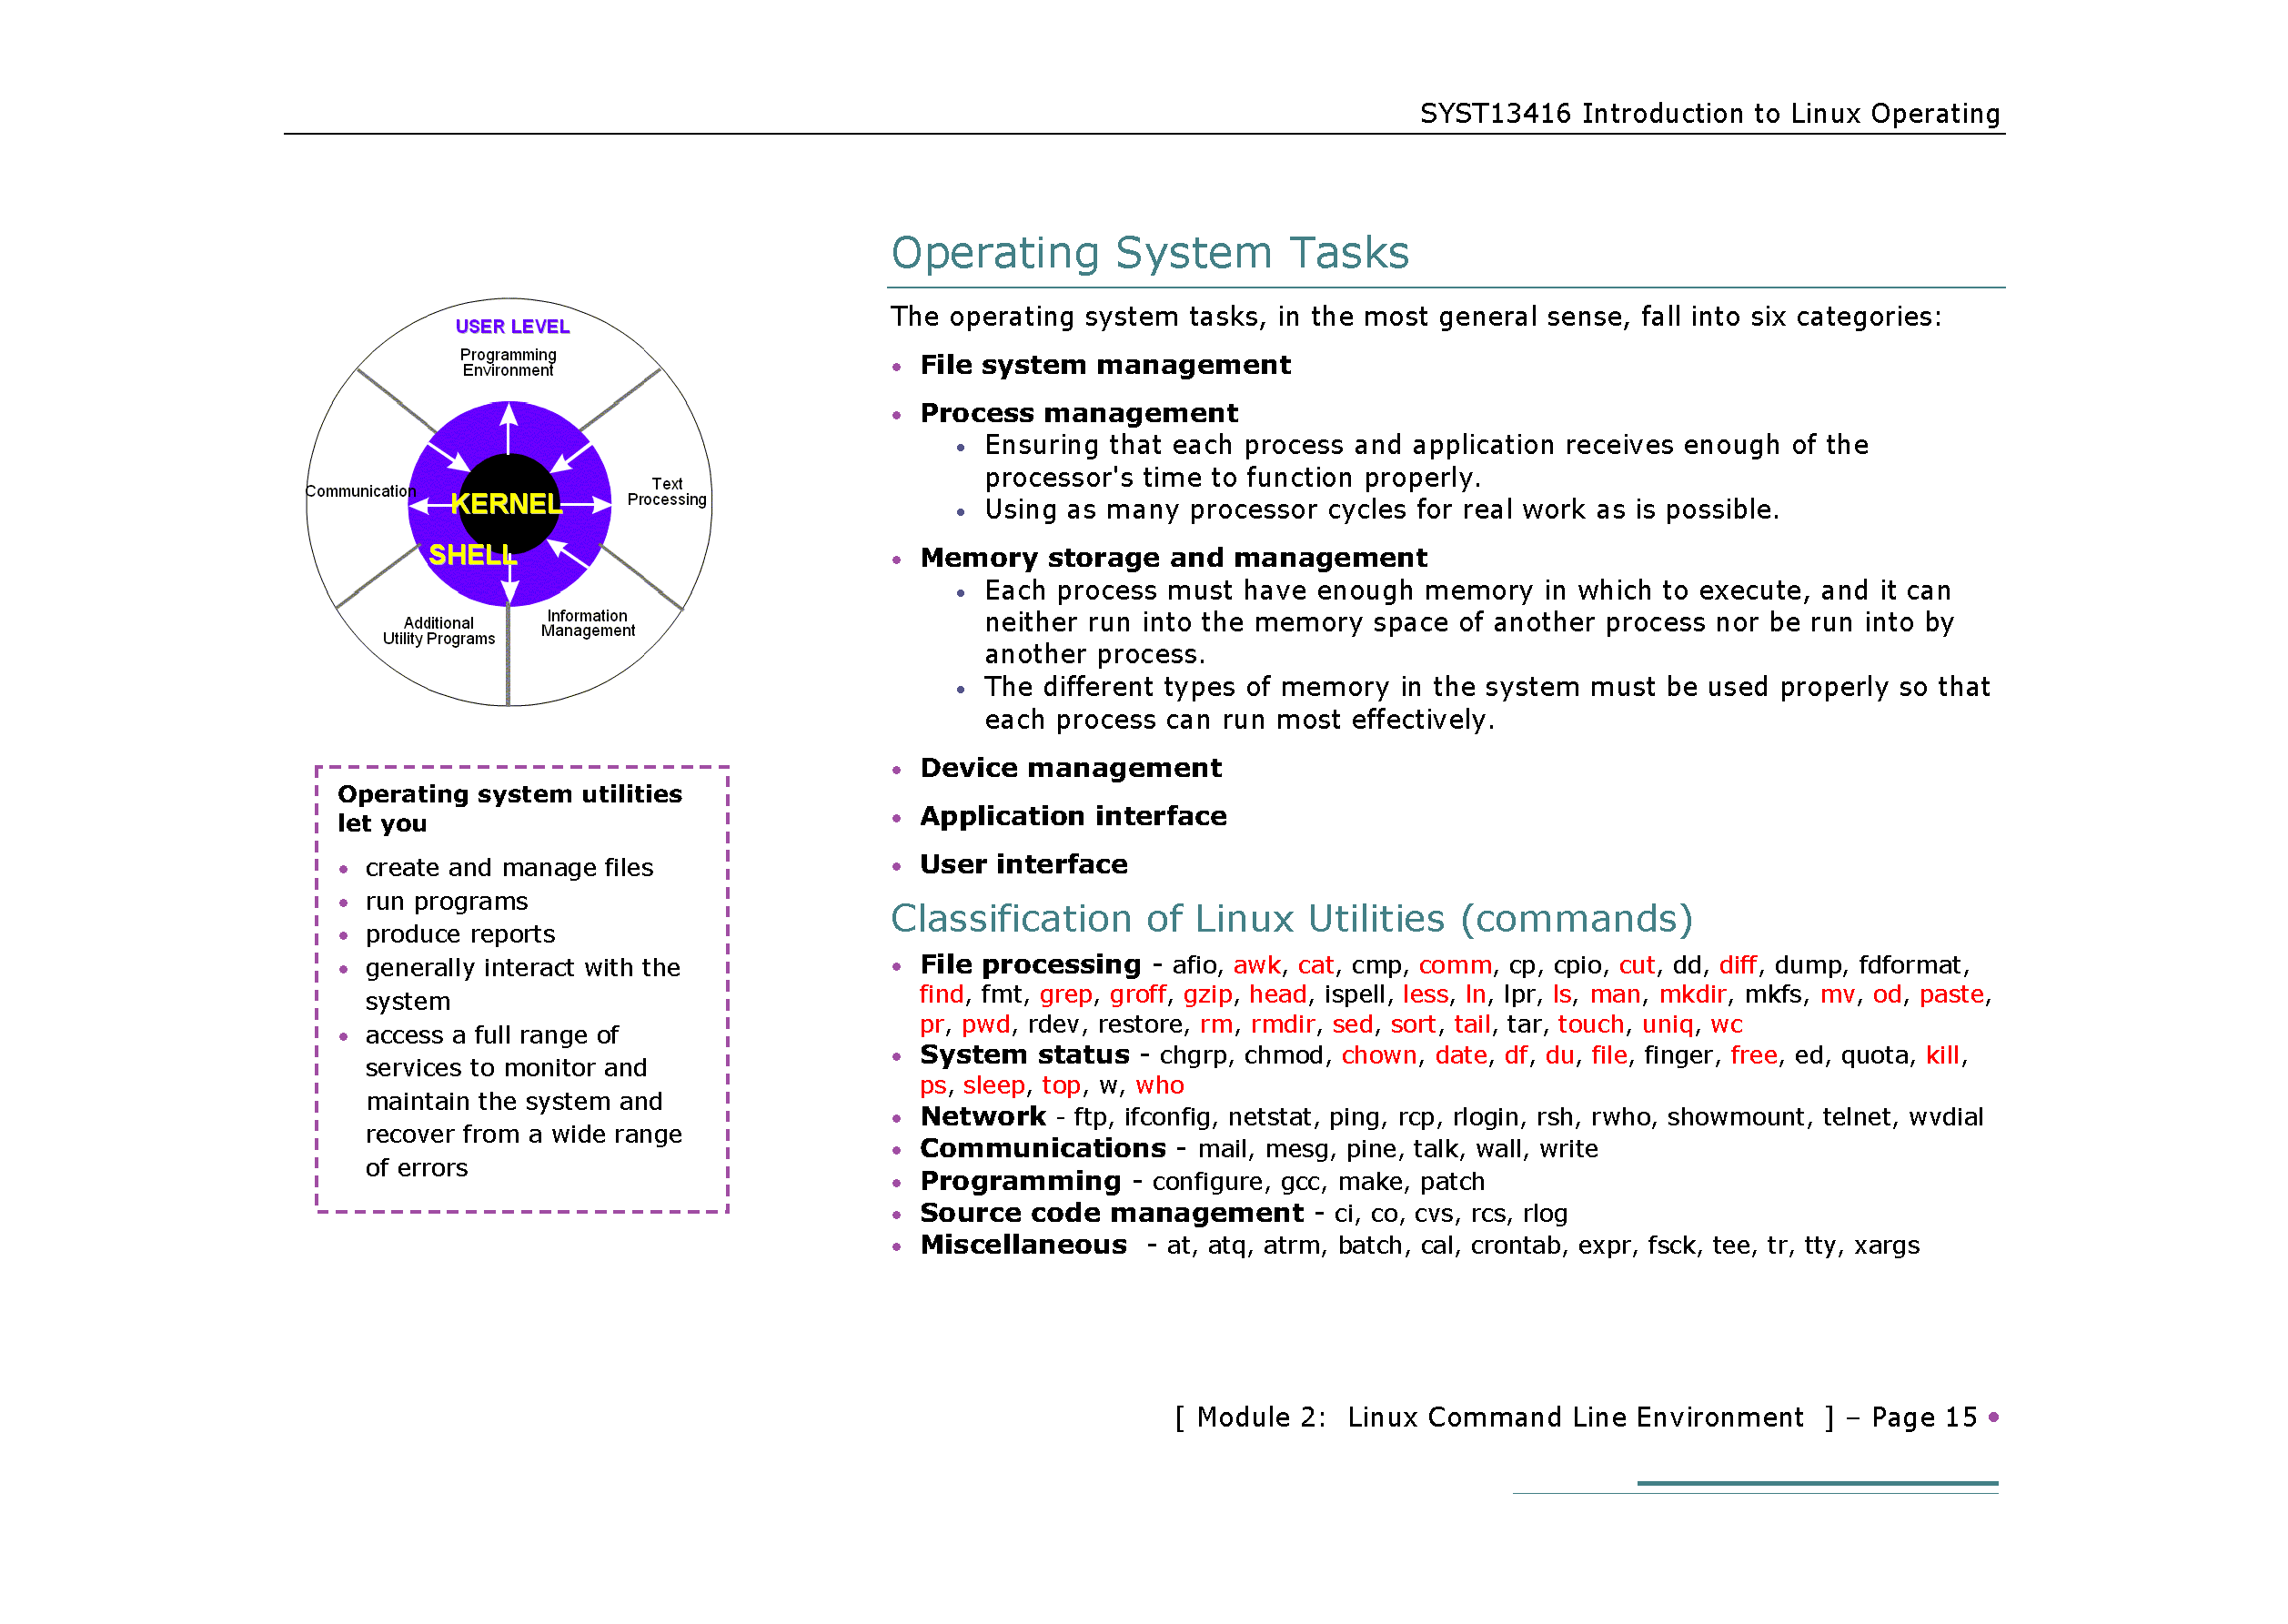 SYST13416 Introduction to Linux Operating
USER LEVEL
Programming
Environment
Communication
KERNEL
Text
Processing
SHELL
Additional
Utility Programs
Information
Management
Operating system utilities
let you
• create and manage files
• run programs
• produce reports
• generally interact with the
system
• access a full range of
services to monitor and
maintain the system and
recover from a wide range
of errors
Operating System Tasks
The operating system tasks, in the most general sense, fall into six categories:
• File system management
• Process management
• Ensuring that each process and application receives enough of the
processor's time to function properly.
• Using as many processor cycles for real work as is possible.
• Memory storage and management
• Each process must have enough memory in which to execute, and it can
neither run into the memory space of another process nor be run into by
another process.
• The different types of memory in the system must be used properly so that
each process can run most effectively.
• Device management
• Application interface
• User interface
Classification of Linux Utilities (commands)
• File processing - afio, awk, cat, cmp, comm, cp, cpio, cut, dd, diff, dump, fdformat,
find, fmt, grep, groff, gzip, head, ispell, less, ln, lpr, ls, man, mkdir, mkfs, mv, od, paste,
pr, pwd, rdev, restore, rm, rmdir, sed, sort, tail, tar, touch, uniq, wc
• System status - chgrp, chmod, chown, date, df, du, file, finger, free, ed, quota, kill,
ps, sleep, top, w, who
• Network - ftp, ifconfig, netstat, ping, rcp, rlogin, rsh, rwho, showmount, telnet, wvdial
• Communications - mail, mesg, pine, talk, wall, write
• Programming - configure, gcc, make, patch
• Source code management - ci, co, cvs, rcs, rlog
• Miscellaneous - at, atq, atrm, batch, cal, crontab, expr, fsck, tee, tr, tty, xargs
[ Module 2: Linux Command Line Environment ] – Page 15 •